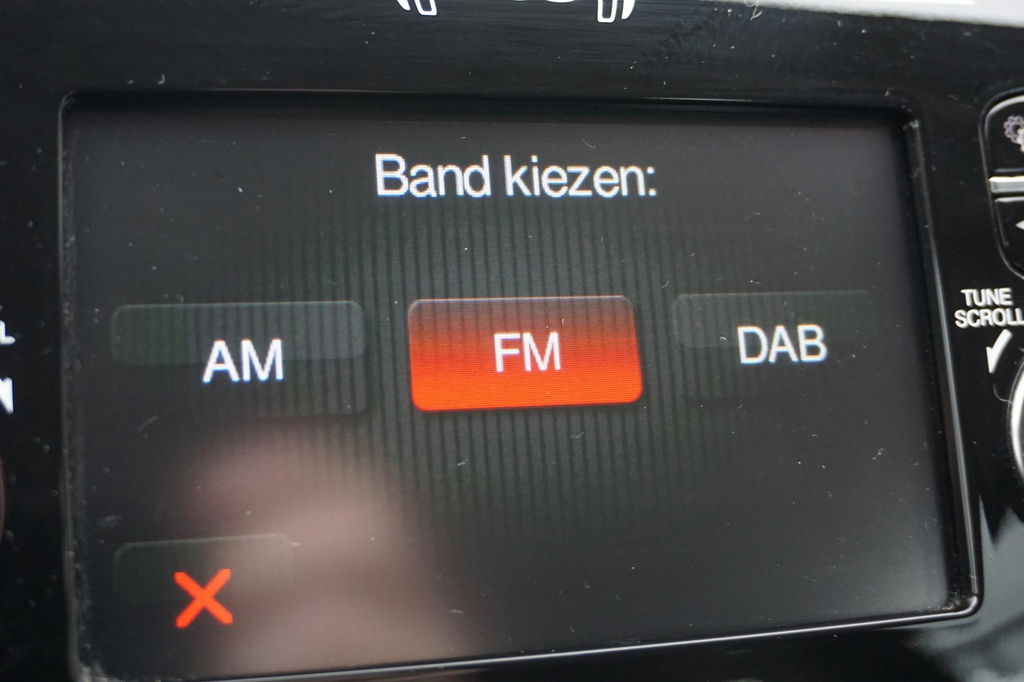 Band kiezen:
AM
FM
DAB
TUNE
SCROLL